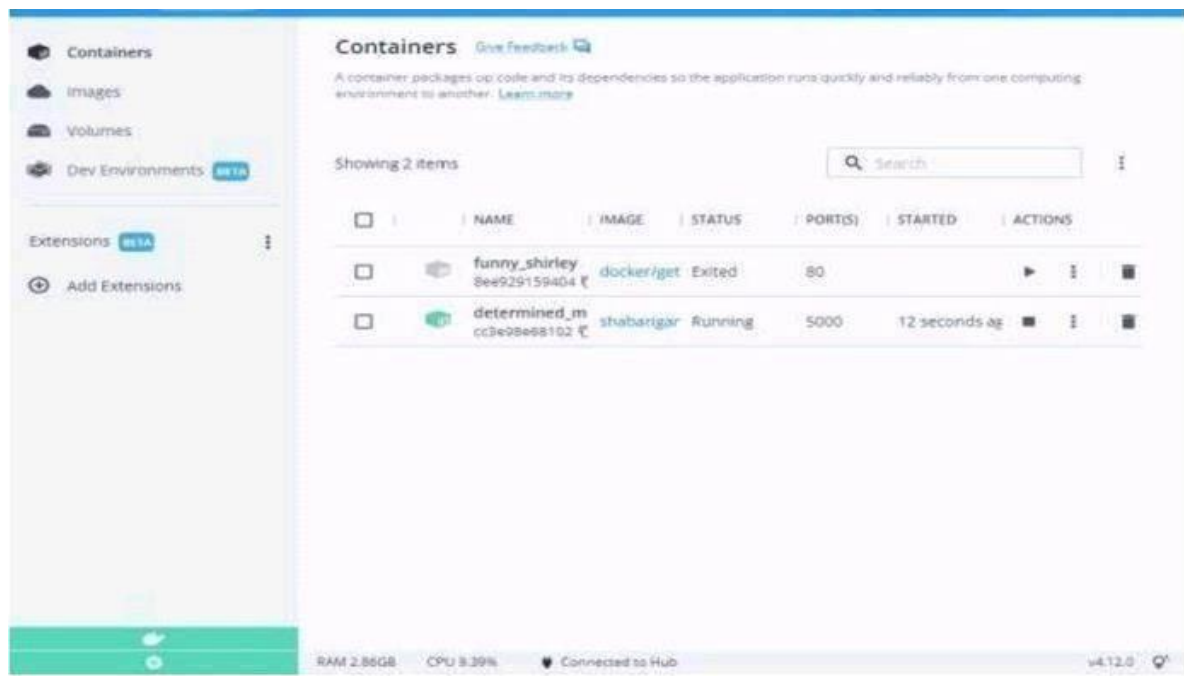 Containers
Images
Volumes
Dev Environments BETA
Extensions BETA
Add Extensions
Containers Give Feedback
A container packages up code and its dependencies so the application runs quickly and reliably from one computing
environment to another. Learn more
Showing 2 items
Search
NAME IMAGE STATUS PORT(S) STARTED ACTIONS
funny_shirley docker/get Exited 80
8ee929159404
determined_m shabarigar Running 5000 12 seconds ag
cc3e98e68102
RAM 2.86GB CPU 9.39% Connected to Hub v4.12.0